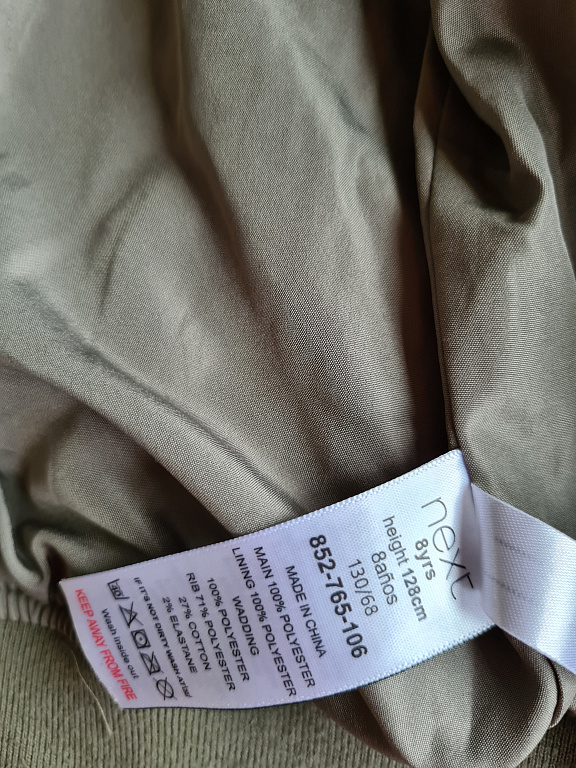 next
8yrs
height 128cm
8años
130/68
852-765-106
MADE IN CHINA
MAIN 100% POLYESTER
LINING 100% POLYESTER
WADDING
100% POLYESTER
RIB 71% POLYESTER
27% COTTON
2% ELASTANE
IF IT'S NOT DIRTY WASH AT 30°
Wash inside out
KEEP AWAY FROM FIRE